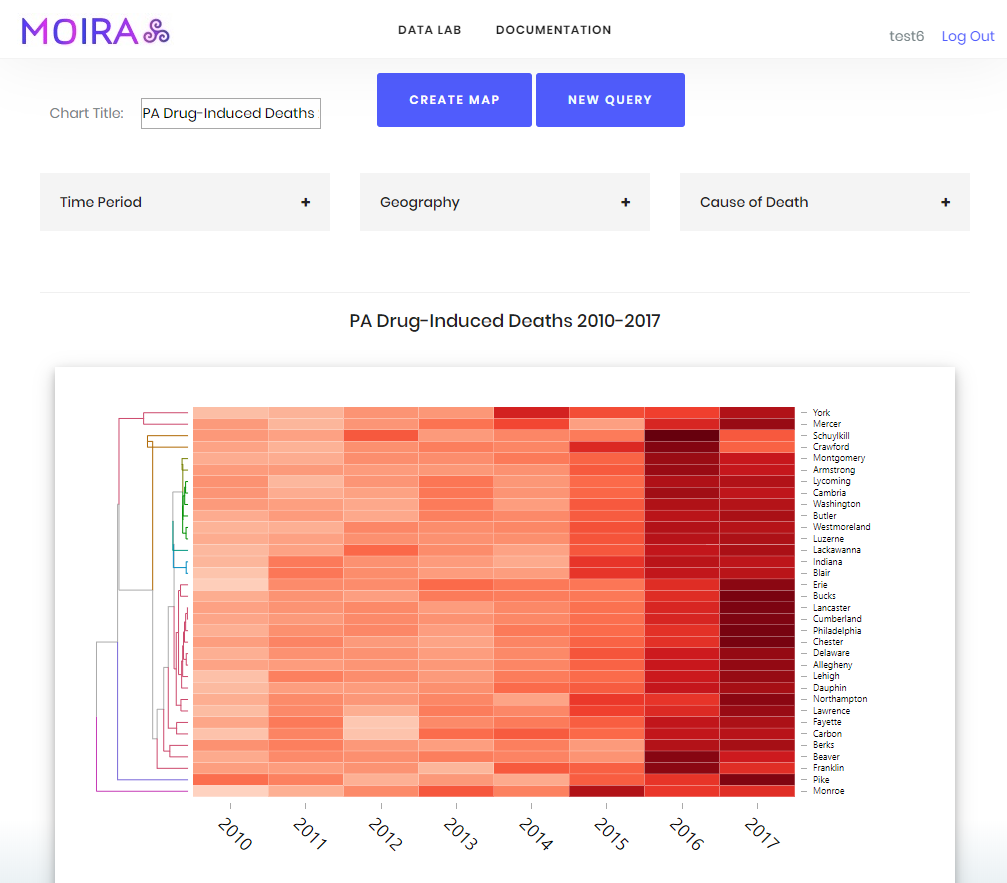 MOIRA
DATA LAB
DOCUMENTATION
test6
Log Out
Chart Title:
PA Drug-Induced Deaths
CREATE MAP
NEW QUERY
Time Period +
Geography +
Cause of Death +
PA Drug-Induced Deaths 2010-2017
York
Mercer
Schuylkill
Crawford
Montgomery
Armstrong
Lycoming
Cambria
Washington
Butler
Westmoreland
Luzerne
Lackawanna
Indiana
Blair
Erie
Bucks
Lancaster
Cumberland
Philadelphia
Chester
Delaware
Allegheny
Lehigh
Dauphin
Northampton
Lawrence
Fayette
Carbon
Berks
Beaver
Franklin
Pike
Monroe
2010
2011
2012
2013
2014
2015
2016
2017